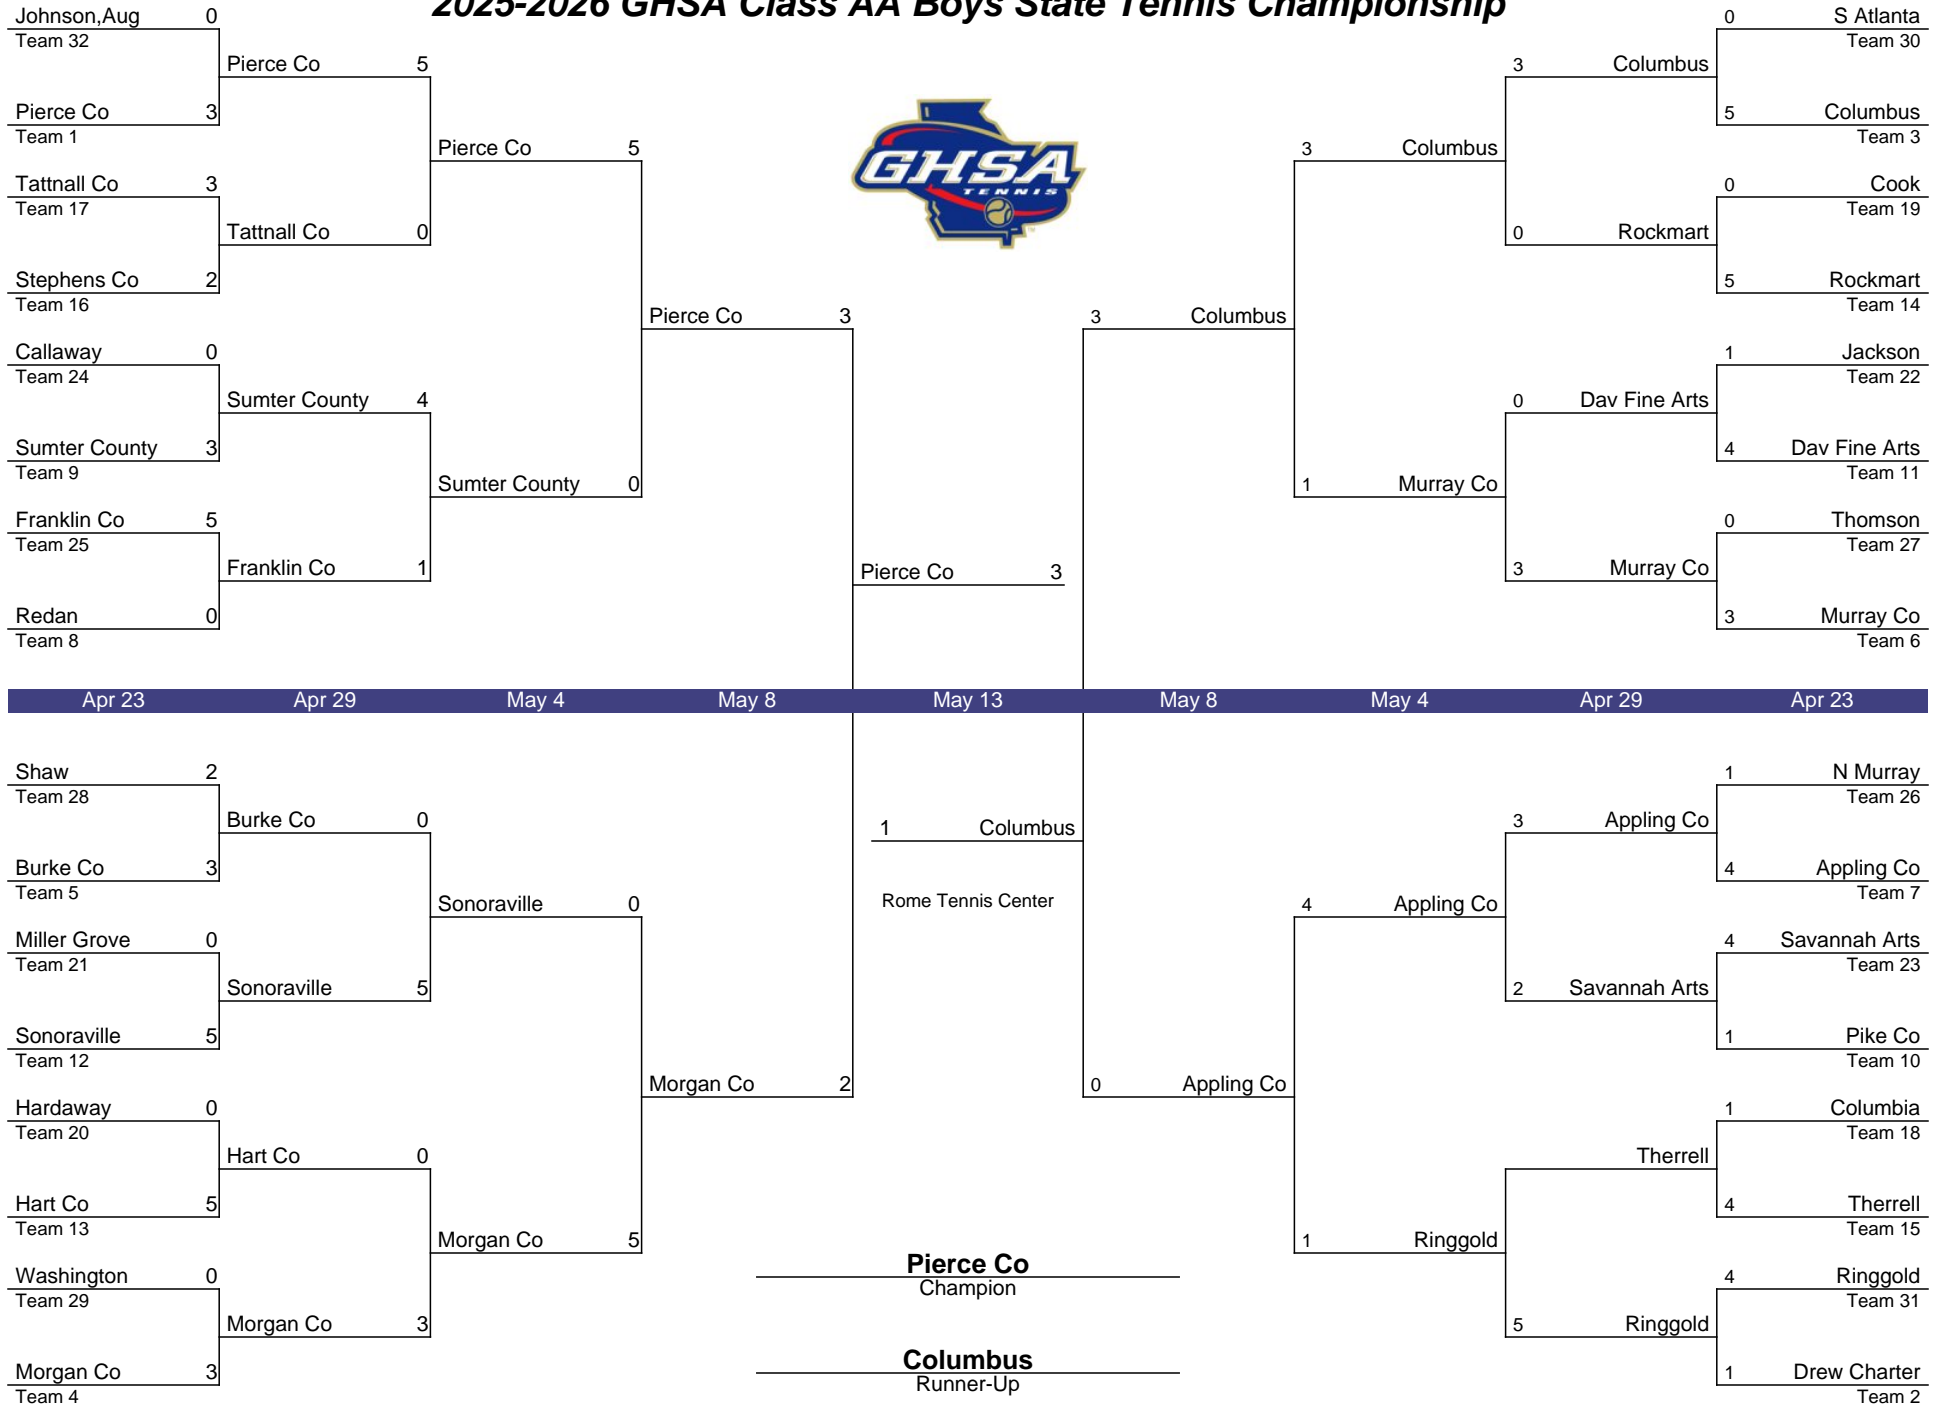 2025-2026 GHSA Class AA Boys State Tennis Championship
Johnson,Aug 0
Team 32
Pierce Co 5
Pierce Co 3
Team 1
Pierce Co 5
Tattnall Co 3
Team 17
Tattnall Co 0
Stephens Co 2
Team 16
Pierce Co 3
Callaway 0
Team 24
Sumter County 4
Sumter County 3
Team 9
Sumter County 0
Franklin Co 5
Team 25
Franklin Co 1
Redan 0
Team 8
Pierce Co 3
GHSA
TENNIS
0 S Atlanta
Team 30
3 Columbus
5 Columbus
Team 3
3 Columbus
0 Cook
Team 19
0 Rockmart
5 Rockmart
Team 14
3 Columbus
1 Jackson
Team 22
0 Dav Fine Arts
4 Dav Fine Arts
Team 11
1 Murray Co
0 Thomson
Team 27
3 Murray Co
3 Murray Co
Team 6
Apr 23 Apr 29 May 4 May 8 May 13 May 8 May 4 Apr 29 Apr 23
Shaw 2
Team 28
Burke Co 0
Burke Co 3
Team 5
Sonoraville 0
Miller Grove 0
Team 21
Sonoraville 5
Sonoraville 5
Team 12
Morgan Co 2
Hardaway 0
Team 20
Hart Co 0
Hart Co 5
Team 13
Morgan Co 5
Washington 0
Team 29
Morgan Co 3
Morgan Co 3
Team 4
1 Columbus
Rome Tennis Center
1 N Murray
Team 26
3 Appling Co
4 Appling Co
Team 7
4 Appling Co
4 Savannah Arts
Team 23
2 Savannah Arts
1 Pike Co
Team 10
0 Appling Co
1 Columbia
Team 18
Therrell
4 Therrell
Team 15
1 Ringgold
4 Ringgold
Team 31
5 Ringgold
1 Drew Charter
Team 2
Pierce Co
Champion
Columbus
Runner-Up